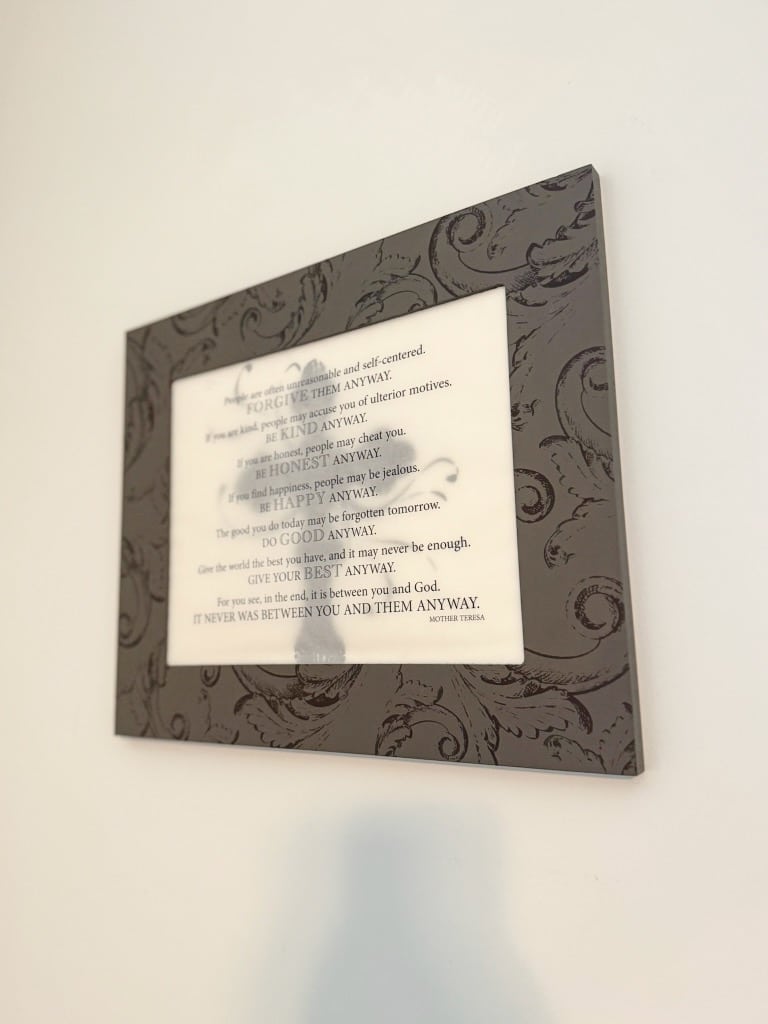 People are often unreasonable and self-centered.
FORGIVE THEM ANYWAY.
If you are kind, people may accuse you of ulterior motives.
BE KIND ANYWAY.
If you are honest, people may cheat you.
BE HONEST ANYWAY.
If you find happiness, people may be jealous.
BE HAPPY ANYWAY.
The good you do today may be forgotten tomorrow.
DO GOOD ANYWAY.
Give the world the best you have, and it may never be enough.
GIVE YOUR BEST ANYWAY.
For you see, in the end, it is between you and God.
IT NEVER WAS BETWEEN YOU AND THEM ANYWAY.
MOTHER TERESA